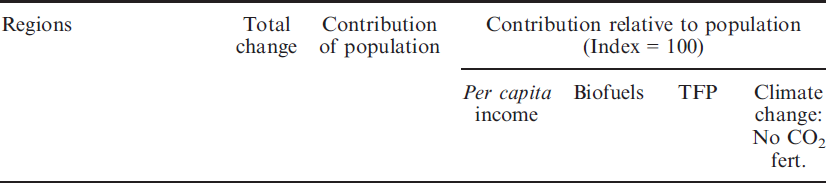 Regions Total Contribution Contribution relative to population
change of population (Index = 100)
Per capita Biofuels TFP Climate
income change:
No CO₂
fert.